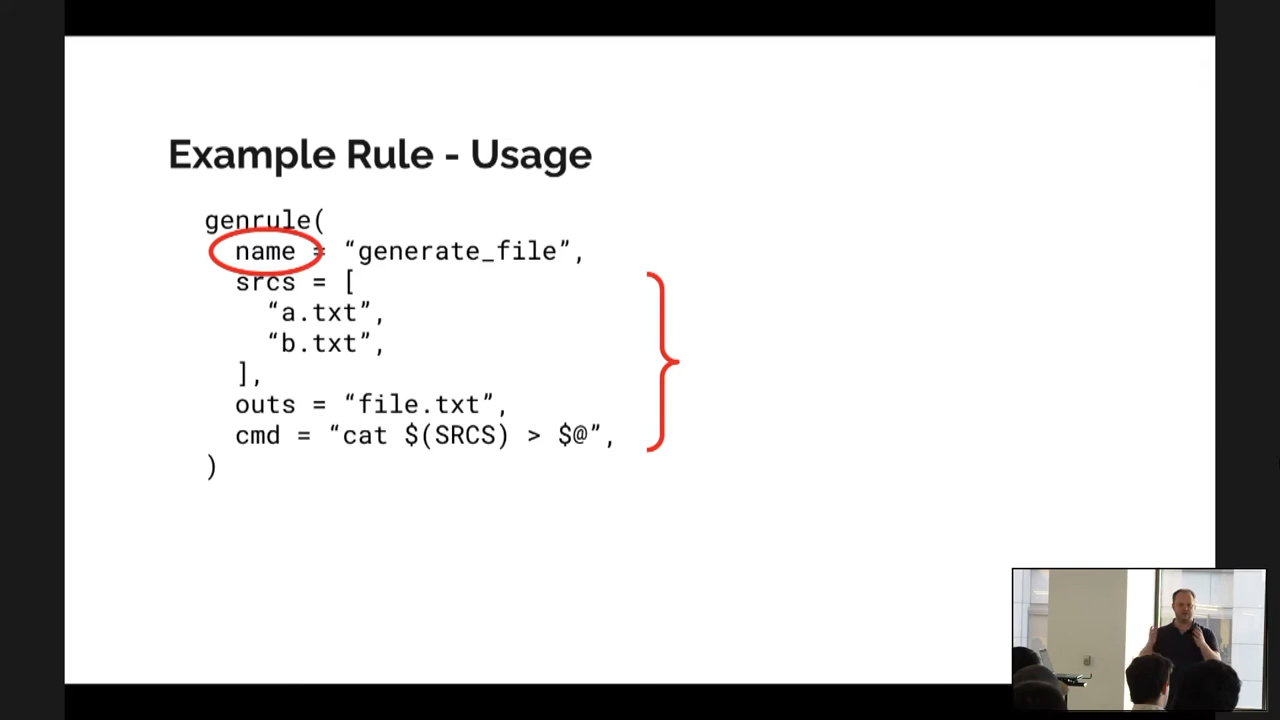 Example Rule - Usage
genrule(
name = “generate_file”,
srcs = [
“a.txt”,
“b.txt”,
],
outs = “file.txt”,
cmd = “cat $(SRCS) > $@”,
)